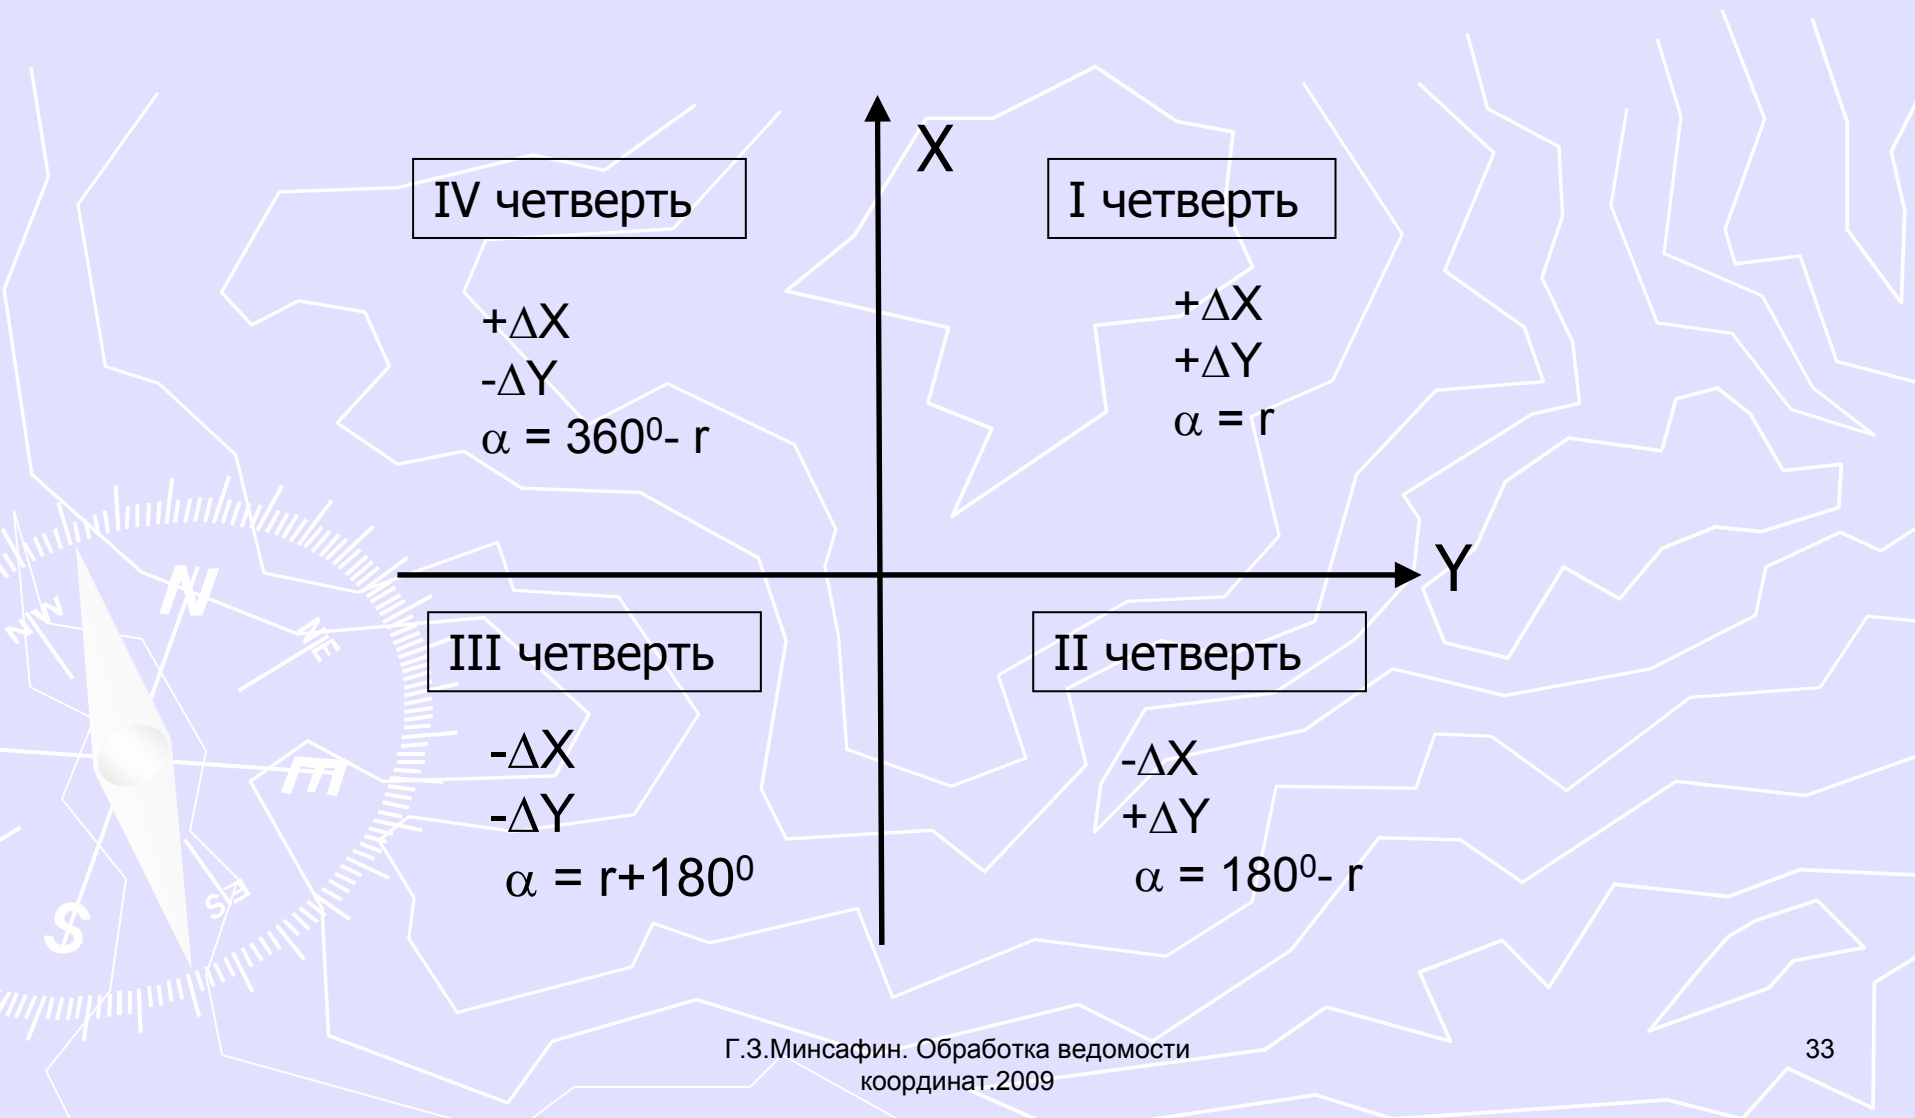 X
IV четверть
I четверть
+ΔX
-ΔY
α = 360⁰- r
+ΔX
+ΔY
α = r
Y
III четверть
II четверть
-ΔX
-ΔY
α = r+180⁰
-ΔX
+ΔY
α = 180⁰- r
N
NW
NE
E
SE
S
Г.З.Минсафин. Обработка ведомости
координат.2009
33